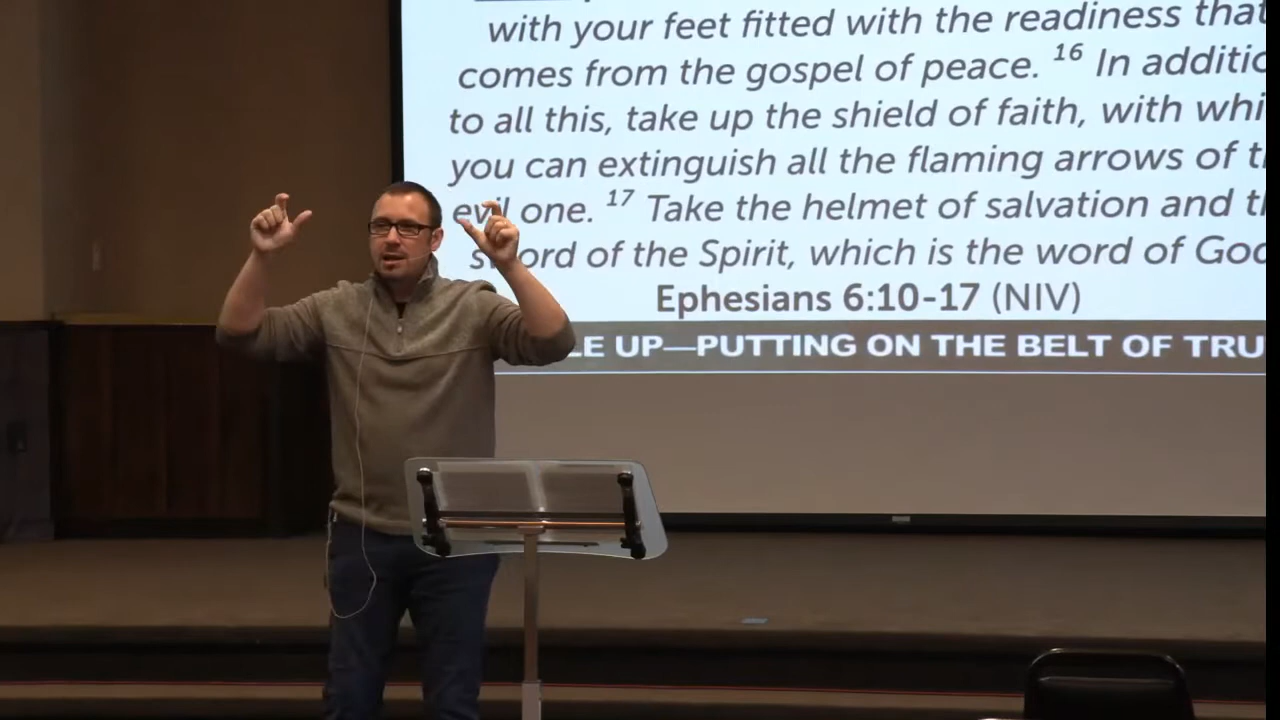 with your feet fitted with the readiness that
comes from the gospel of peace. 16 In additio
to all this, take up the shield of faith, with whi
you can extinguish all the flaming arrows of t
evil one. 17 Take the helmet of salvation and t
sword of the Spirit, which is the word of God
Ephesians 6:10-17 (NIV)
LE UP—PUTTING ON THE BELT OF TRU